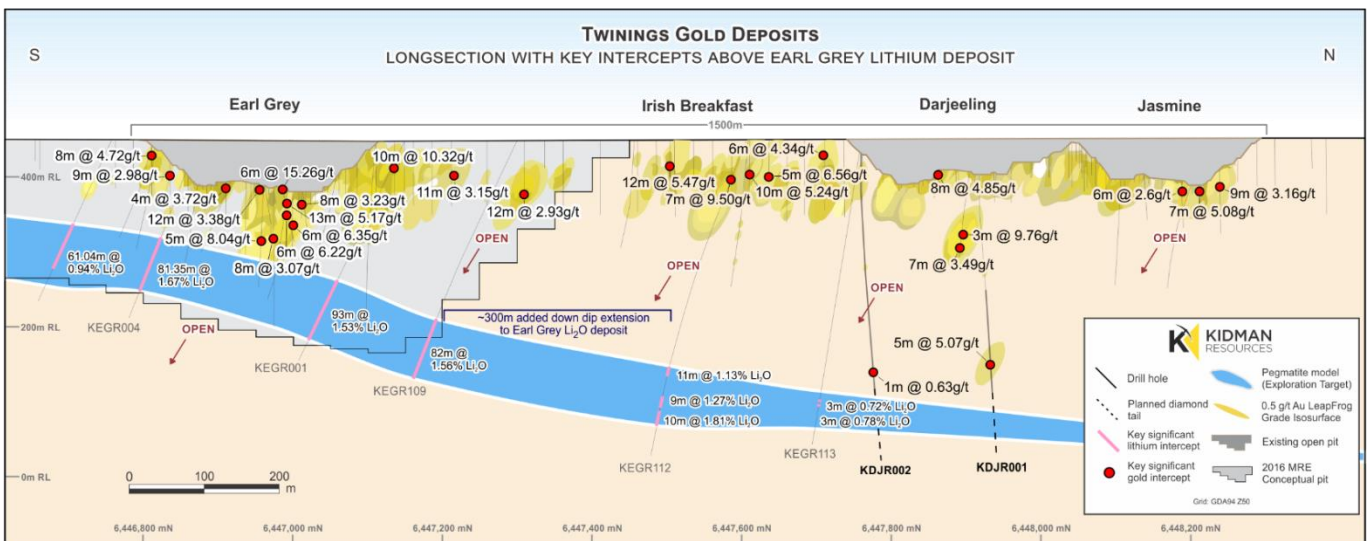 TWININGS GOLD DEPOSITS
LONGSECTION WITH KEY INTERCEPTS ABOVE EARL GREY LITHIUM DEPOSIT
S
N
Earl Grey
Irish Breakfast
Darjeeling
Jasmine
1500m
400m RL
200m RL
0m RL
8m @ 4.72g/t
9m @ 2.98g/t
4m @ 3.72g/t
12m @ 3.38g/t
5m @ 8.04g/t
8m @ 3.07g/t
6m @ 15.26g/t
8m @ 3.23g/t
13m @ 5.17g/t
6m @ 6.35g/t
6m @ 6.22g/t
10m @ 10.32g/t
11m @ 3.15g/t
12m @ 2.93g/t
6m @ 4.34g/t
12m @ 5.47g/t
5m @ 6.56g/t
7m @ 9.50g/t
10m @ 5.24g/t
8m @ 4.85g/t
3m @ 9.76g/t
7m @ 3.49g/t
5m @ 5.07g/t
1m @ 0.63g/t
6m @ 2.6g/t
9m @ 3.16g/t
7m @ 5.08g/t
OPEN
OPEN
OPEN
OPEN
OPEN
61.04m @
0.94% Li₂O
81.35m @
1.67% Li₂O
93m @
1.53% Li₂O
82m @
1.56% Li₂O
~300m added down dip extension
to Earl Grey Li₂O deposit
11m @ 1.13% Li₂O
9m @ 1.27% Li₂O
10m @ 1.81% Li₂O
3m @ 0.72% Li₂O
3m @ 0.78% Li₂O
KEGR004
KEGR001
KEGR109
KEGR112
KEGR113
KDJR002
KDJR001
0 100 200
m
6,446,800 mN
6,447,000 mN
6,447,200 mN
6,447,400 mN
6,447,600 mN
6,447,800 mN
6,448,000 mN
6,448,200 mN
KIDMAN
RESOURCES
Drill hole
Planned diamond
tail
Key significant
lithium intercept
Key significant
gold intercept
Pegmatite model
(Exploration Target)
0.5 g/t Au LeapFrog
Grade Isosurface
Existing open pit
2016 MRE
Conceptual pit
Grid: GDA94 Z50